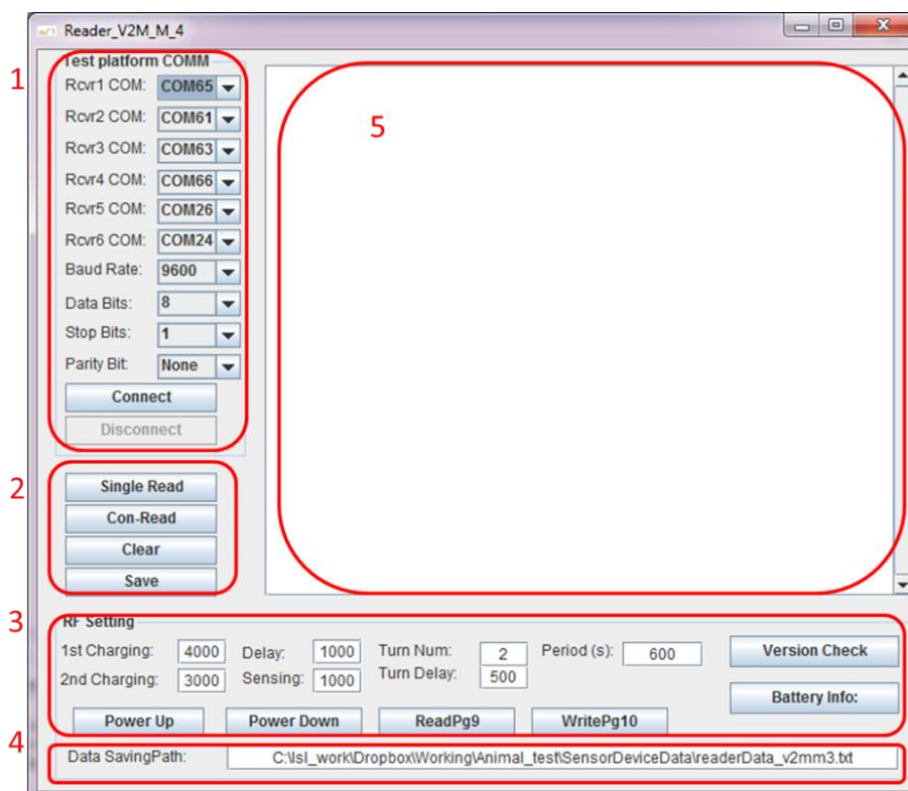 Reader_V2M_M_4
1
Test platform COMM
Rcvr1 COM: COM65
Rcvr2 COM: COM61
Rcvr3 COM: COM63
Rcvr4 COM: COM66
Rcvr5 COM: COM26
Rcvr6 COM: COM24
Baud Rate: 9600
Data Bits: 8
Stop Bits: 1
Parity Bit: None
Connect
Disconnect
5
2
Single Read
Con-Read
Clear
Save
3
RF Setting
1st Charging: 4000 Delay: 1000 Turn Num: 2 Period (s): 600 Version Check
2nd Charging: 3000 Sensing: 1000 Turn Delay: 500 Battery Info:
Power Up Power Down ReadPg9 WritePg10
4
Data SavingPath: C:\lsl_work\Dropbox\Working\Animal_test\SensorDeviceData\readerData_v2mm3.txt